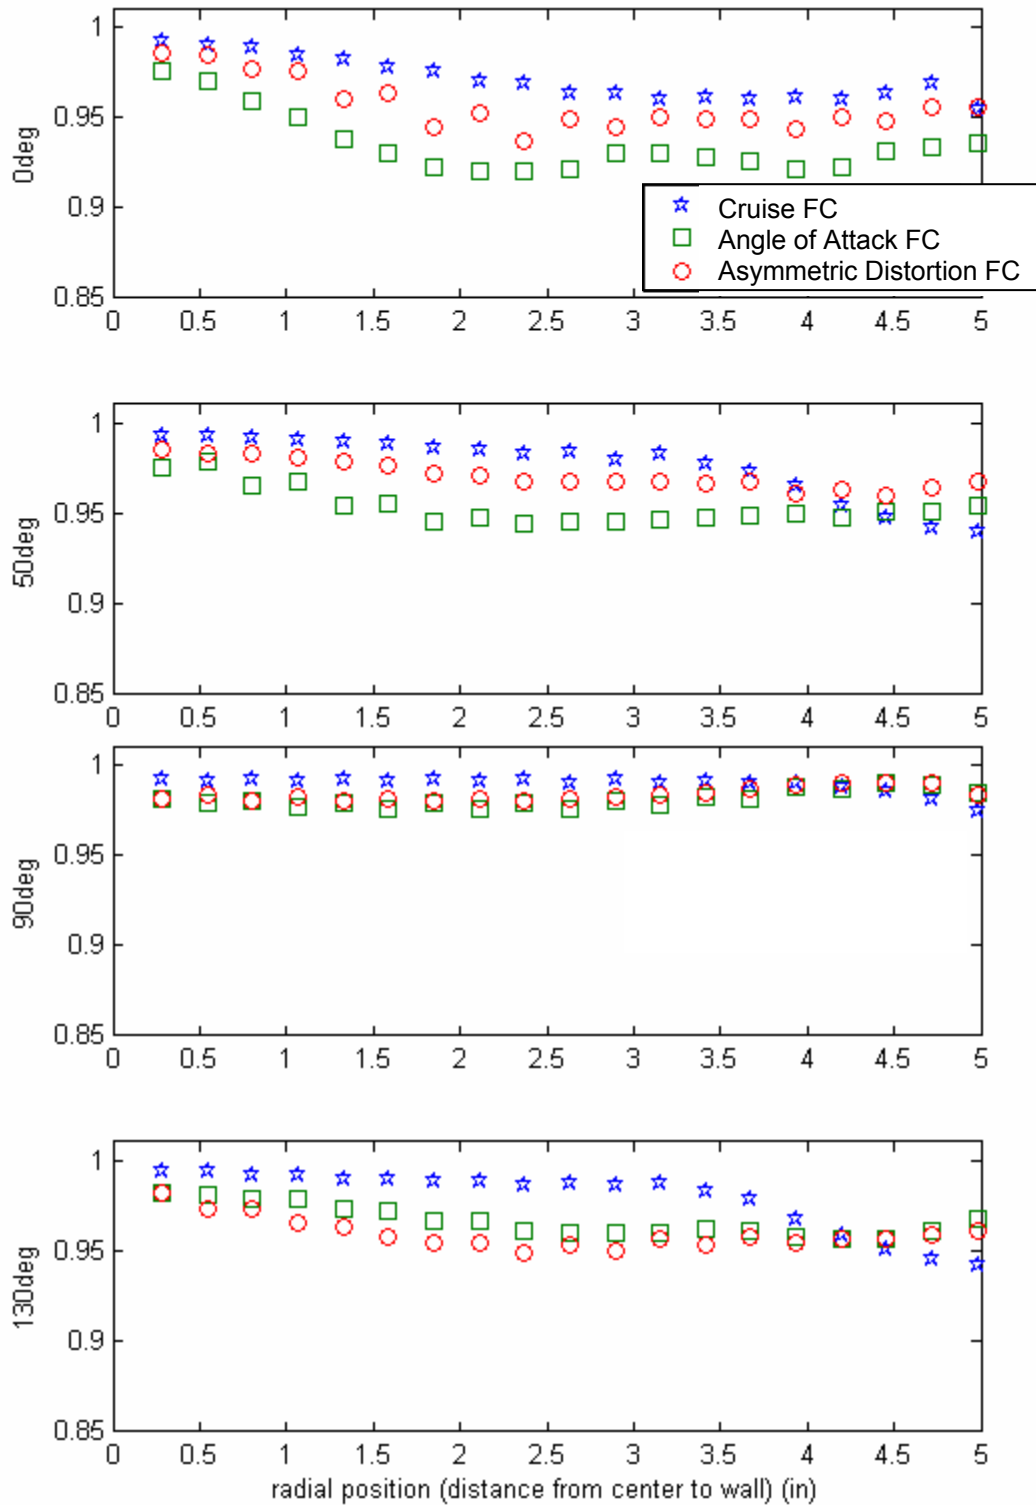 1
0.95
0.9
0.85
0deg
0 0.5 1 1.5 2 2.5 3 3.5 4 4.5 5
Cruise FC
Angle of Attack FC
Asymmetric Distortion FC
1
0.95
0.9
0.85
50deg
0 0.5 1 1.5 2 2.5 3 3.5 4 4.5 5
1
0.95
0.9
0.85
90deg
0 0.5 1 1.5 2 2.5 3 3.5 4 4.5 5
1
0.95
0.9
0.85
130deg
0 0.5 1 1.5 2 2.5 3 3.5 4 4.5 5
radial position (distance from center to wall) (in)